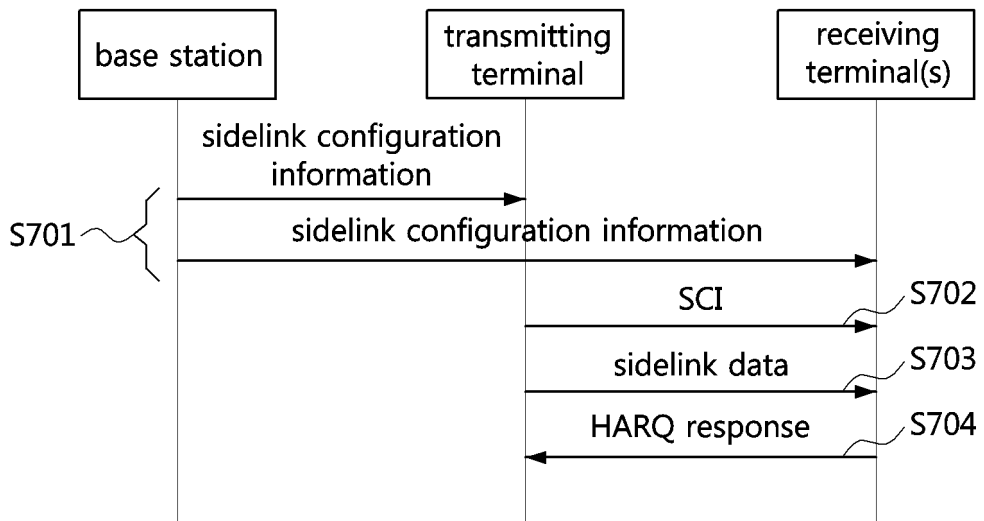 base station
transmitting
terminal
receiving
terminal(s)
sidelink configuration
information
S701
sidelink configuration information
SCI
S702
sidelink data
S703
HARQ response
S704